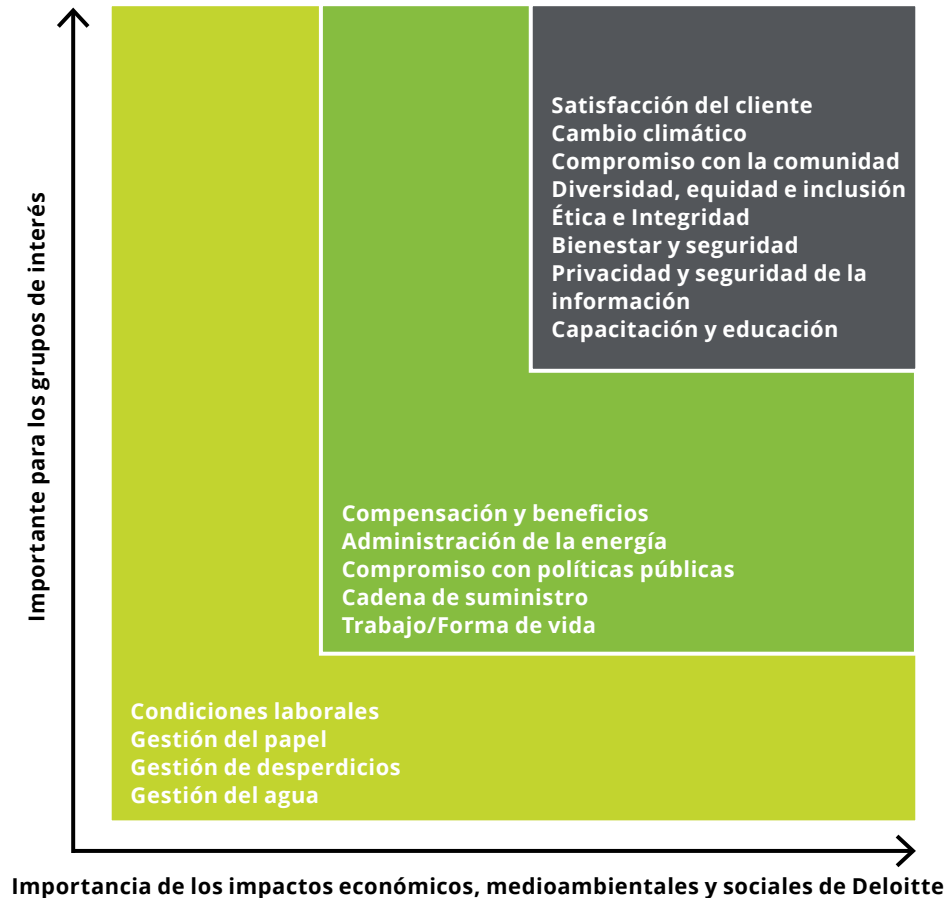 Importante para los grupos de interés
Satisfacción del cliente
Cambio climático
Compromiso con la comunidad
Diversidad, equidad e inclusión
Ética e Integridad
Bienestar y seguridad
Privacidad y seguridad de la
información
Capacitación y educación
Compensación y beneficios
Administración de la energía
Compromiso con políticas públicas
Cadena de suministro
Trabajo/Forma de vida
Condiciones laborales
Gestión del papel
Gestión de desperdicios
Gestión del agua
Importancia de los impactos económicos, medioambientales y sociales de Deloitte